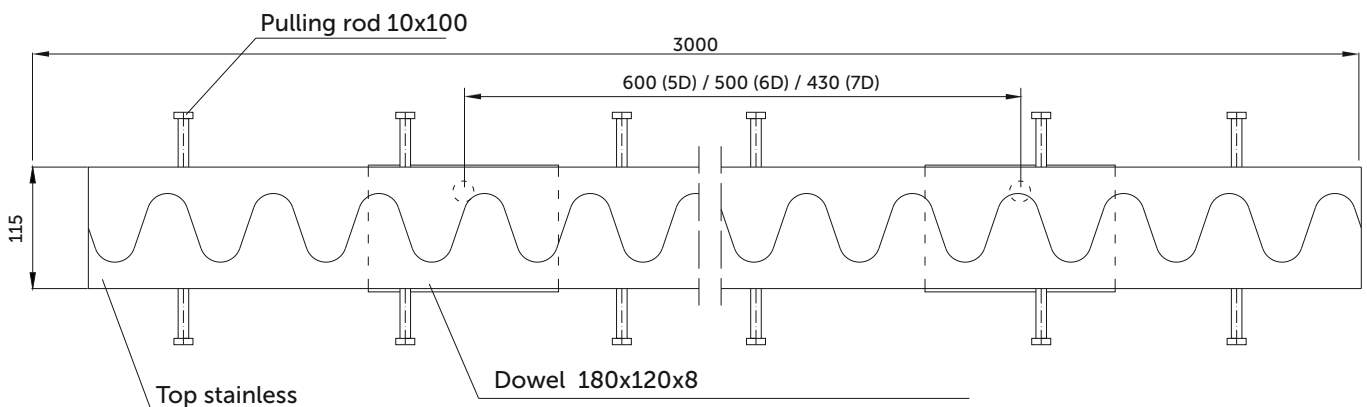 Pulling rod 10x100
3000
600 (5D) / 500 (6D) / 430 (7D)
115
Dowel 180x120x8
Top stainless